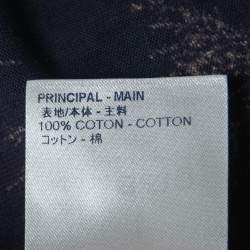 PRINCIPAL - MAIN
表地/本体 - 主料
100% COTON - COTTON
コットン - 棉